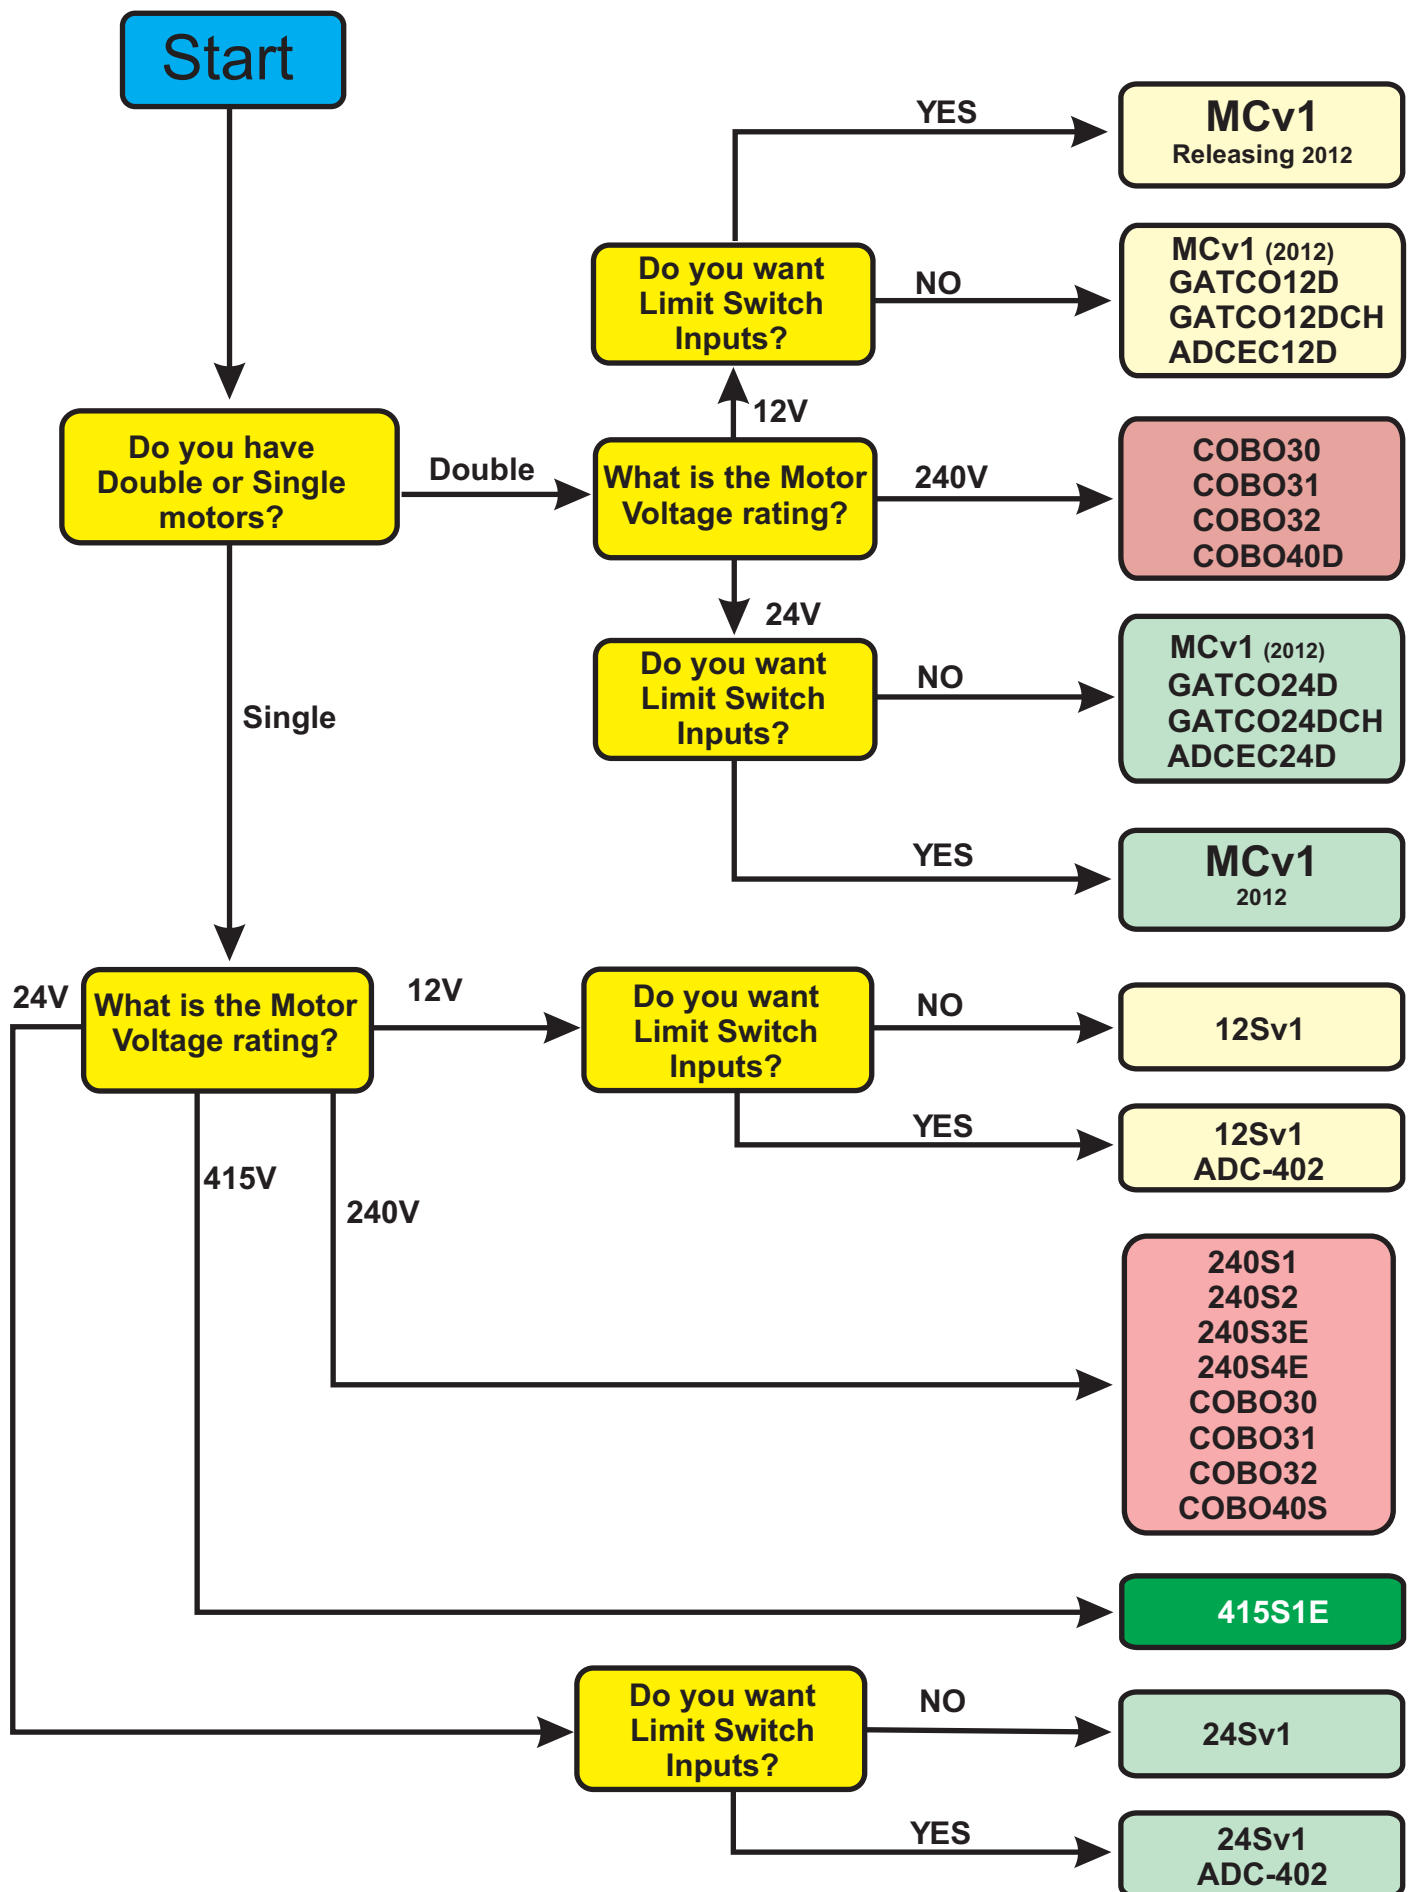 Start
YES
MCv1
Releasing 2012
Do you want
Limit Switch
Inputs?
NO
MCv1 (2012)
GATCO12D
GATCO12DCH
ADCEC12D
12V
Do you have
Double or Single
motors?
Double
What is the Motor
Voltage rating?
240V
COBO30
COBO31
COBO32
COBO40D
24V
Do you want
Limit Switch
Inputs?
NO
MCv1 (2012)
GATCO24D
GATCO24DCH
ADCEC24D
Single
YES
MCv1
2012
24V
What is the Motor
Voltage rating?
12V
Do you want
Limit Switch
Inputs?
NO
12Sv1
YES
12Sv1
ADC-402
415V
240V
240S1
240S2
240S3E
240S4E
COBO30
COBO31
COBO32
COBO40S
415S1E
Do you want
Limit Switch
Inputs?
NO
24Sv1
YES
24Sv1
ADC-402